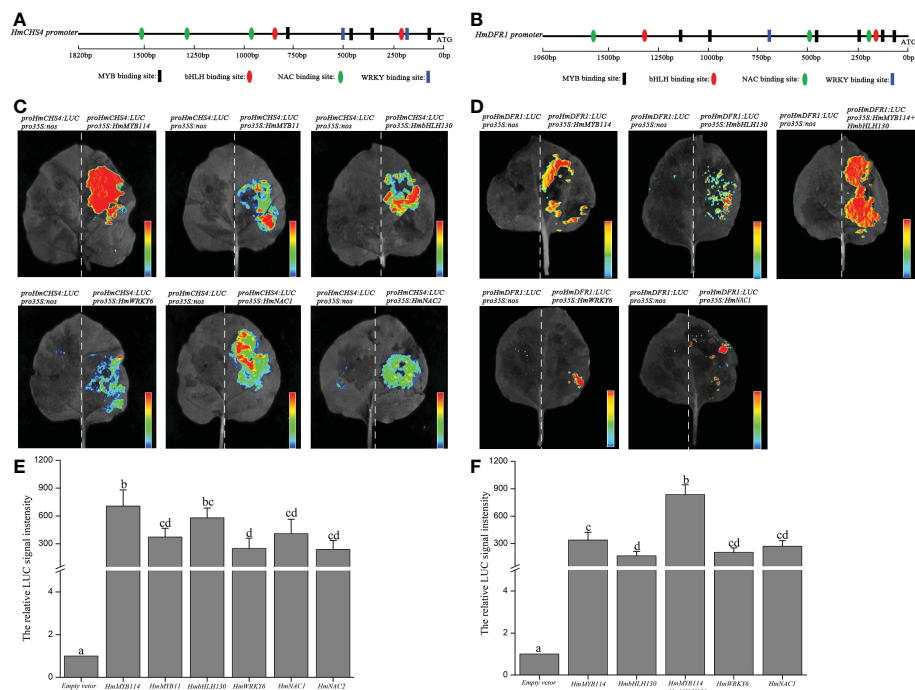 A
B
HmCHS4 promoter
ATG
1820bp 1500bp 1250bp 1000bp 750bp 500bp 250bp 0bp
MYB binding site: bHLH binding site: NAC binding site: WRKY binding site:
HmDFR1 promoter
ATG
1960bp 1500bp 1250bp 1000bp 750bp 500bp 250bp 0bp
MYB binding site: bHLH binding site: NAC binding site: WRKY binding site:
C
proHmCHS4:LUC proHmCHS4:LUC
pro35S:nos pro35S:HmMYB114
proHmCHS4:LUC proHmCHS4:LUC
pro35S:nos pro35S:HmMYB11
proHmCHS4:LUC proHmCHS4:LUC
pro35S:nos pro35S:HmbHLH130
proHmCHS4:LUC proHmCHS4:LUC
pro35S:nos pro35S:HmWRKY6
proHmCHS4:LUC proHmCHS4:LUC
pro35S:nos pro35S:HmNAC1
proHmCHS4:LUC proHmCHS4:LUC
pro35S:nos pro35S:HmNAC2
D
proHmDFR1:LUC proHmDFR1:LUC
pro35S:nos pro35S:HmMYB114
proHmDFR1:LUC proHmDFR1:LUC
pro35S:nos pro35S:HmbHLH130
proHmDFR1:LUC proHmDFR1:LUC
pro35S:nos pro35S:HmMYB114+
HmbHLH130
proHmDFR1:LUC proHmDFR1:LUC
pro35S:nos pro35S:HmWRKY6
proHmDFR1:LUC proHmDFR1:LUC
pro35S:nos pro35S:HmNAC1
E
The relative LUC signal instensity
1200
900
600
300
4
2
0
a b cd bc d cd d
Empty vetor HmMYB114 HmMYB11 HmbHLH130 HmWRKY6 HmNAC1 HmNAC2
F
The relative LUC signal intensity
1200
900
600
300
4
2
0
a c d b cd cd
Empty vetor HmMYB114 HmbHLH130 HmMYB114 HmWRKY6 HmNAC1